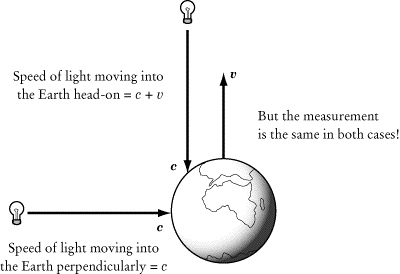 Speed of light moving into
the Earth head-on = c + v
v
But the measurement
is the same in both cases!
c
c
Speed of light moving into
the Earth perpendicularly = c